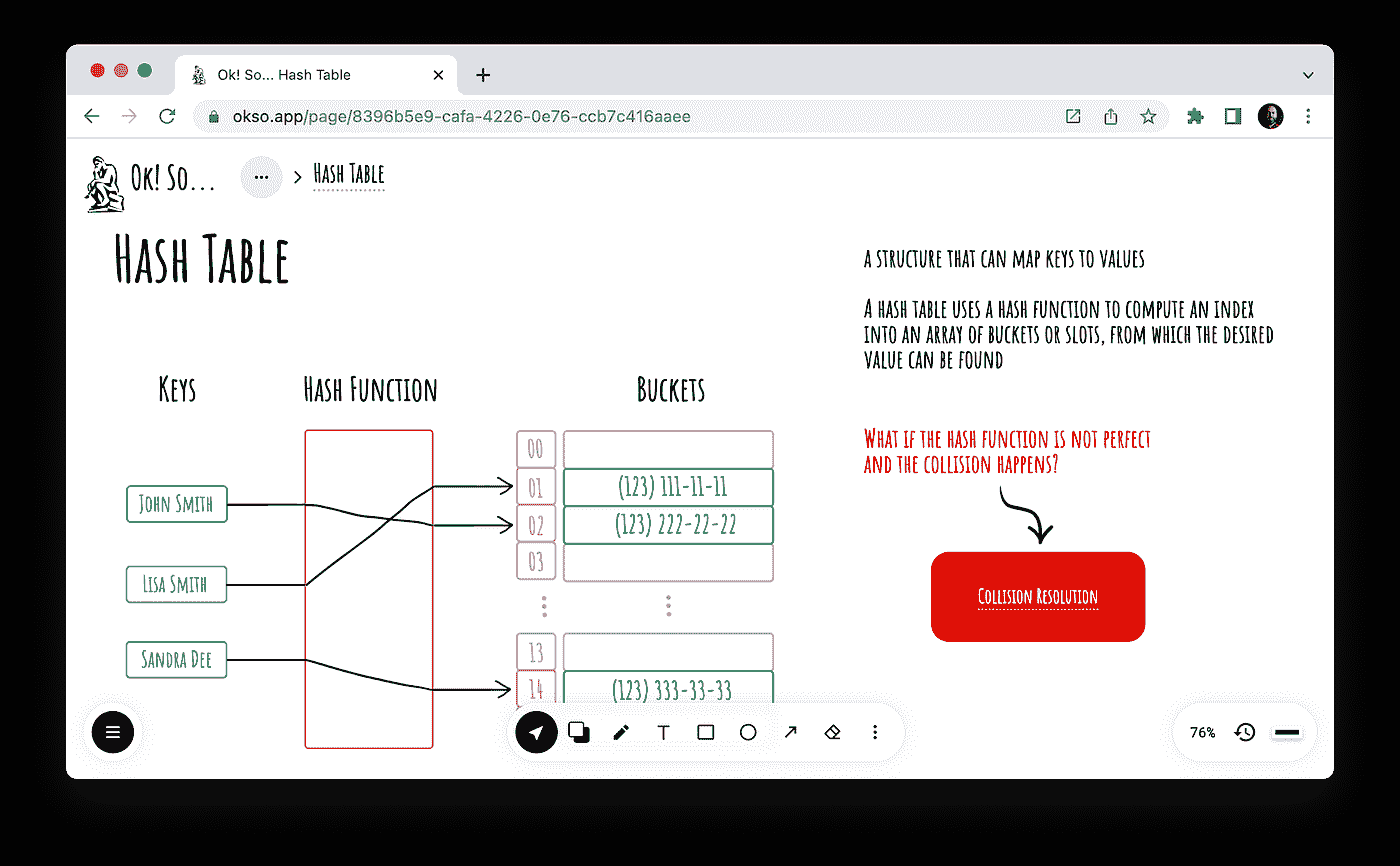 Ok! So... Hash Table
okso.app/page/8396b5e9-cafa-4226-0e76-ccb7c416aaee
Ok! So...
Hash Table
Hash Table
a structure that can map keys to values
A hash table uses a hash function to compute an index
into an array of buckets or slots, from which the desired
value can be found
Keys
Hash Function
Buckets
What if the hash function is not perfect
and the collision happens?
00
01
(123) 111-11-11
John Smith
02
(123) 222-22-22
03
Lisa Smith
Collision Resolution
13
Sandra Dee
14
(123) 333-33-33
T
76%